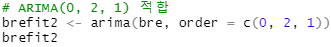 # ARIMA(0, 2, 1) 적합
brefit2 <- arima(bre, order = c(0, 2, 1))
brefit2